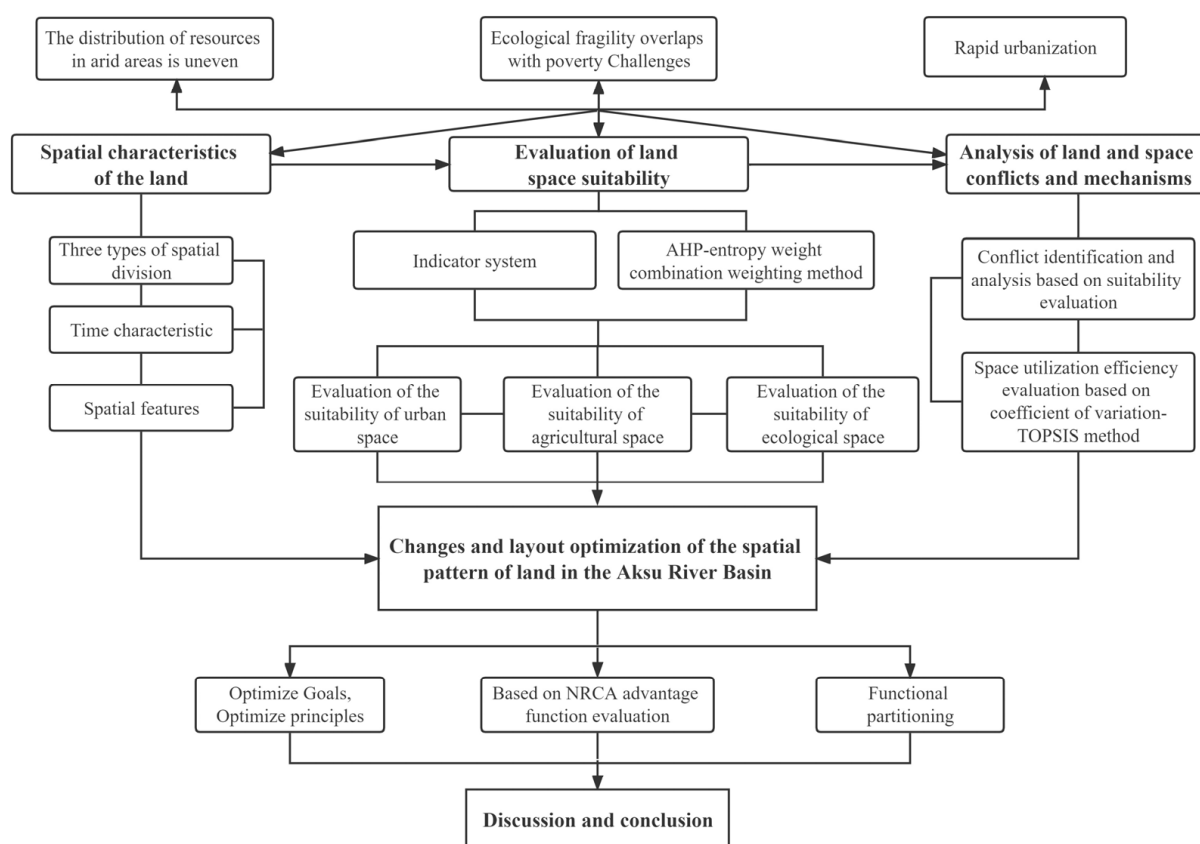 The distribution of resources
in arid areas is uneven
Ecological fragility overlaps
with poverty Challenges
Rapid urbanization
Spatial characteristics
of the land
Evaluation of land
space suitability
Analysis of land and space
conflicts and mechanisms
Three types of spatial
division
Time characteristic
Spatial features
Indicator system
AHP-entropy weight
combination weighting method
Conflict identification and
analysis based on suitability
evaluation
Space utilization efficiency
evaluation based on
coefficient of variation-
TOPSIS method
Evaluation of the
suitability of urban
space
Evaluation of the
suitability of
agricultural space
Evaluation of the
suitability of
ecological space
Changes and layout optimization of the spatial
pattern of land in the Aksu River Basin
Optimize Goals,
Optimize principles
Based on NRCA advantage
function evaluation
Functional
partitioning
Discussion and conclusion